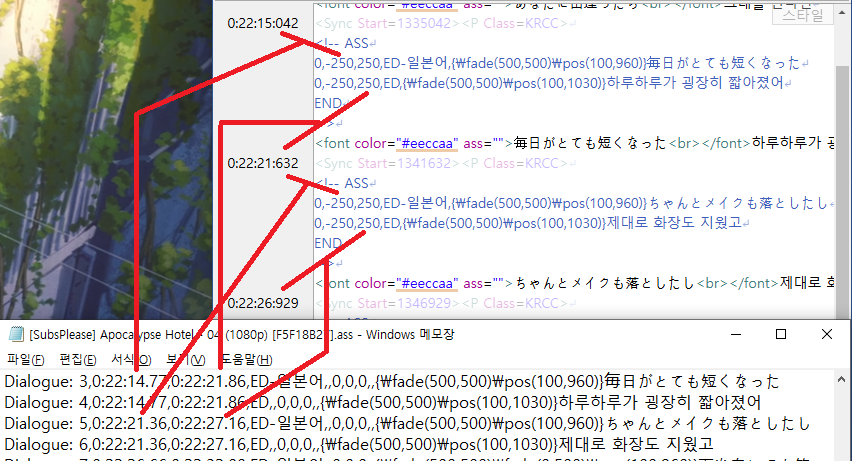 <font color="#eeccaa" ass="">あなたに出逢ったから<br></font>그대를 만난건
스타일
0:22:15:042
<Sync Start=1335042><P Class=KRCC>
<!-- ASS
0,-250,250,ED-일본어,{₩fade(500,500)₩pos(100,960)}毎日がとても短くなった
0,-250,250,ED,{₩fade(500,500)₩pos(100,1030)}하루하루가 굉장히 짧아졌어
END
-->
<font color="#eeccaa" ass="">毎日がとても短くなった<br></font>하루하루가 굉
0:22:21:632
<Sync Start=1341632><P Class=KRCC>
<!-- ASS
0,-250,250,ED-일본어,{₩fade(500,500)₩pos(100,960)}ちゃんとメイクも落としたし
0,-250,250,ED,{₩fade(500,500)₩pos(100,1030)}제대로 화장도 지웠고
END
-->
<font color="#eeccaa" ass="">ちゃんとメイクも落としたし<br></font>제대로 화
0:22:26:929
<Sync Start=1346929><P Class=KRCC>
[SubsPlease] Apocalypse Hotel - 04 (1080p) [F5F18B2].ass - Windows 메모장
파일(F) 편집(E) 서식(O) 보기(V) 도움말(H)
Dialogue: 3,0:22:14.77,0:22:21.86,ED-일본어,,0,0,0,,{₩fade(500,500)₩pos(100,960)}毎日がとても短くなった
Dialogue: 4,0:22:14.77,0:22:21.86,ED,,0,0,0,,{₩fade(500,500)₩pos(100,1030)}하루하루가 굉장히 짧아졌어
Dialogue: 5,0:22:21.36,0:22:27.16,ED-일본어,,0,0,0,,{₩fade(500,500)₩pos(100,960)}ちゃんとメイクも落としたし
Dialogue: 6,0:22:21.36,0:22:27.16,ED,,0,0,0,,{₩fade(500,500)₩pos(100,1030)}제대로 화장도 지웠고